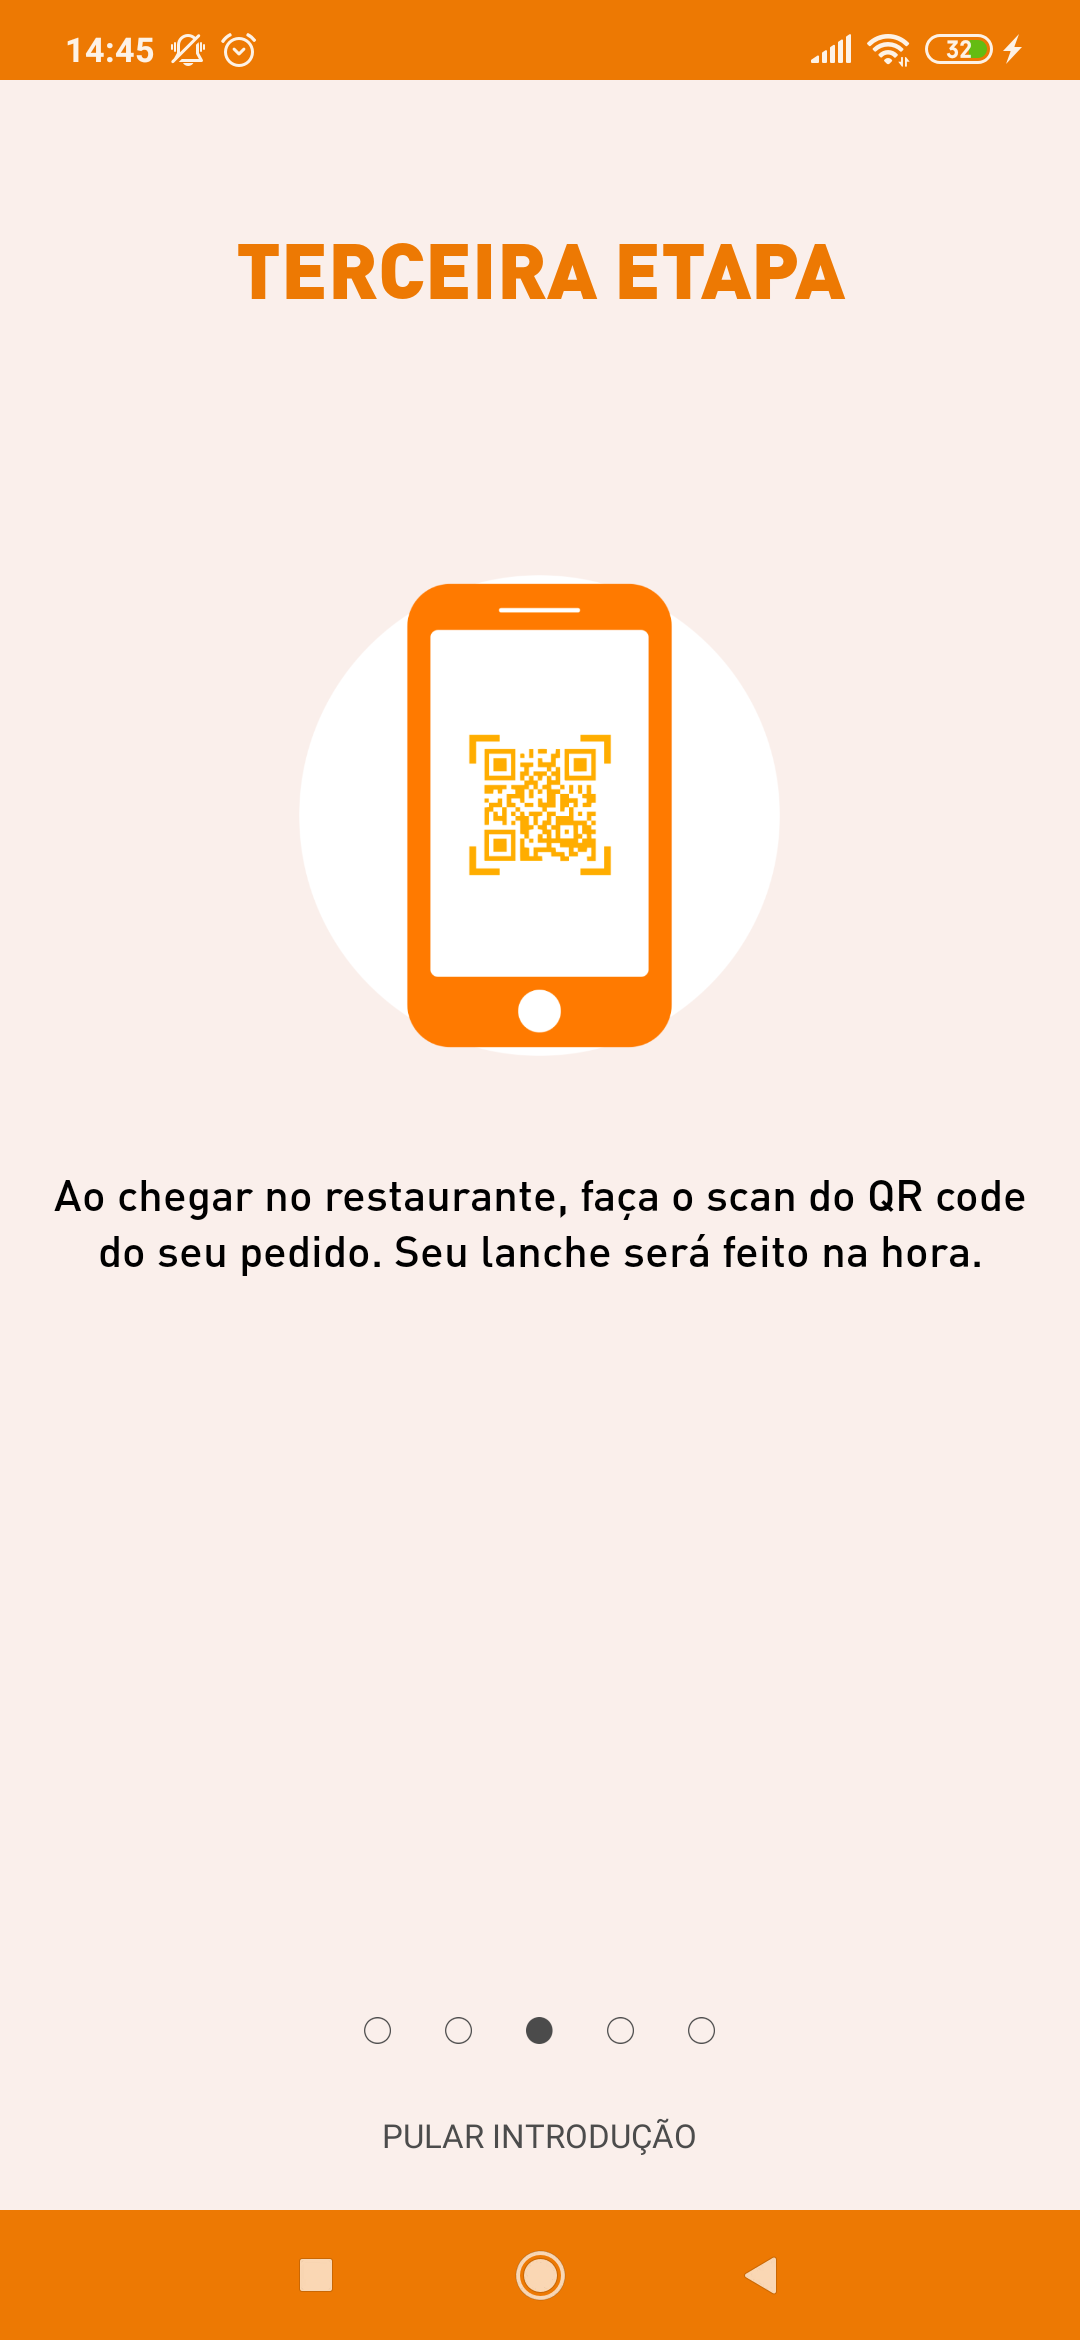 14:45
32
TERCEIRA ETAPA
Ao chegar no restaurante, faça o scan do QR code
do seu pedido. Seu lanche será feito na hora.
PULAR INTRODUÇÃO